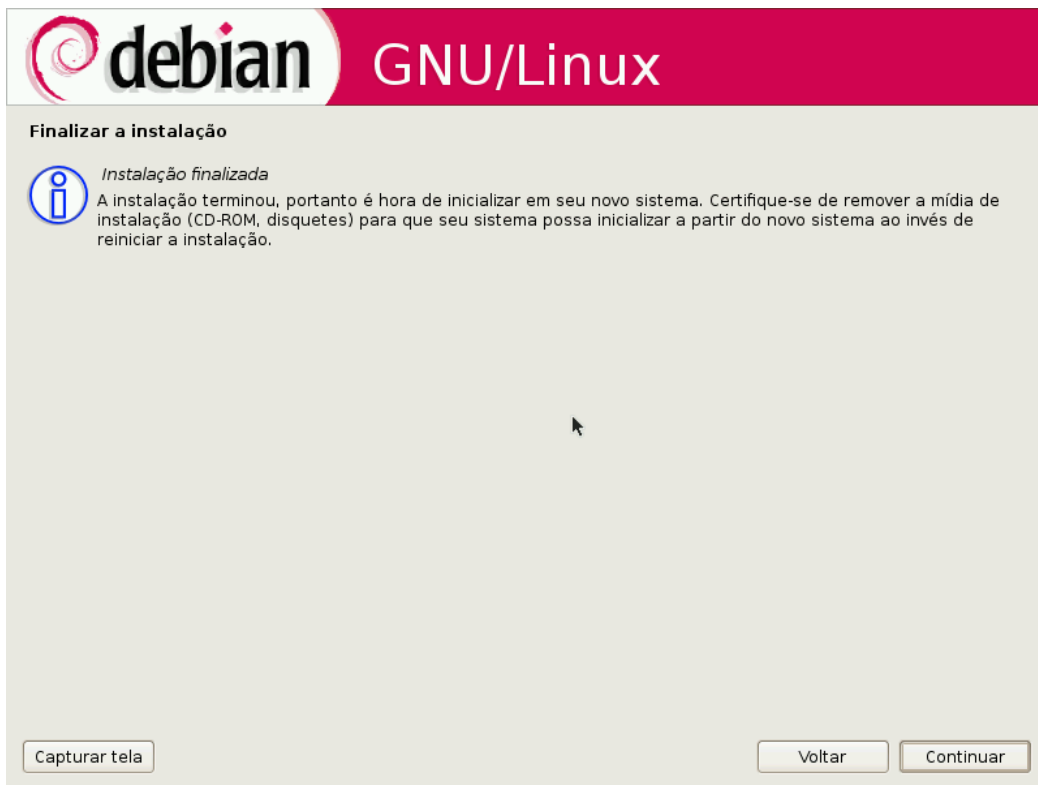 debian GNU/Linux
Finalizar a instalação
Instalação finalizada
A instalação terminou, portanto é hora de inicializar em seu novo sistema. Certifique-se de remover a mídia de
instalação (CD-ROM, disquetes) para que seu sistema possa inicializar a partir do novo sistema ao invés de
reiniciar a instalação.
Capturar tela Voltar Continuar